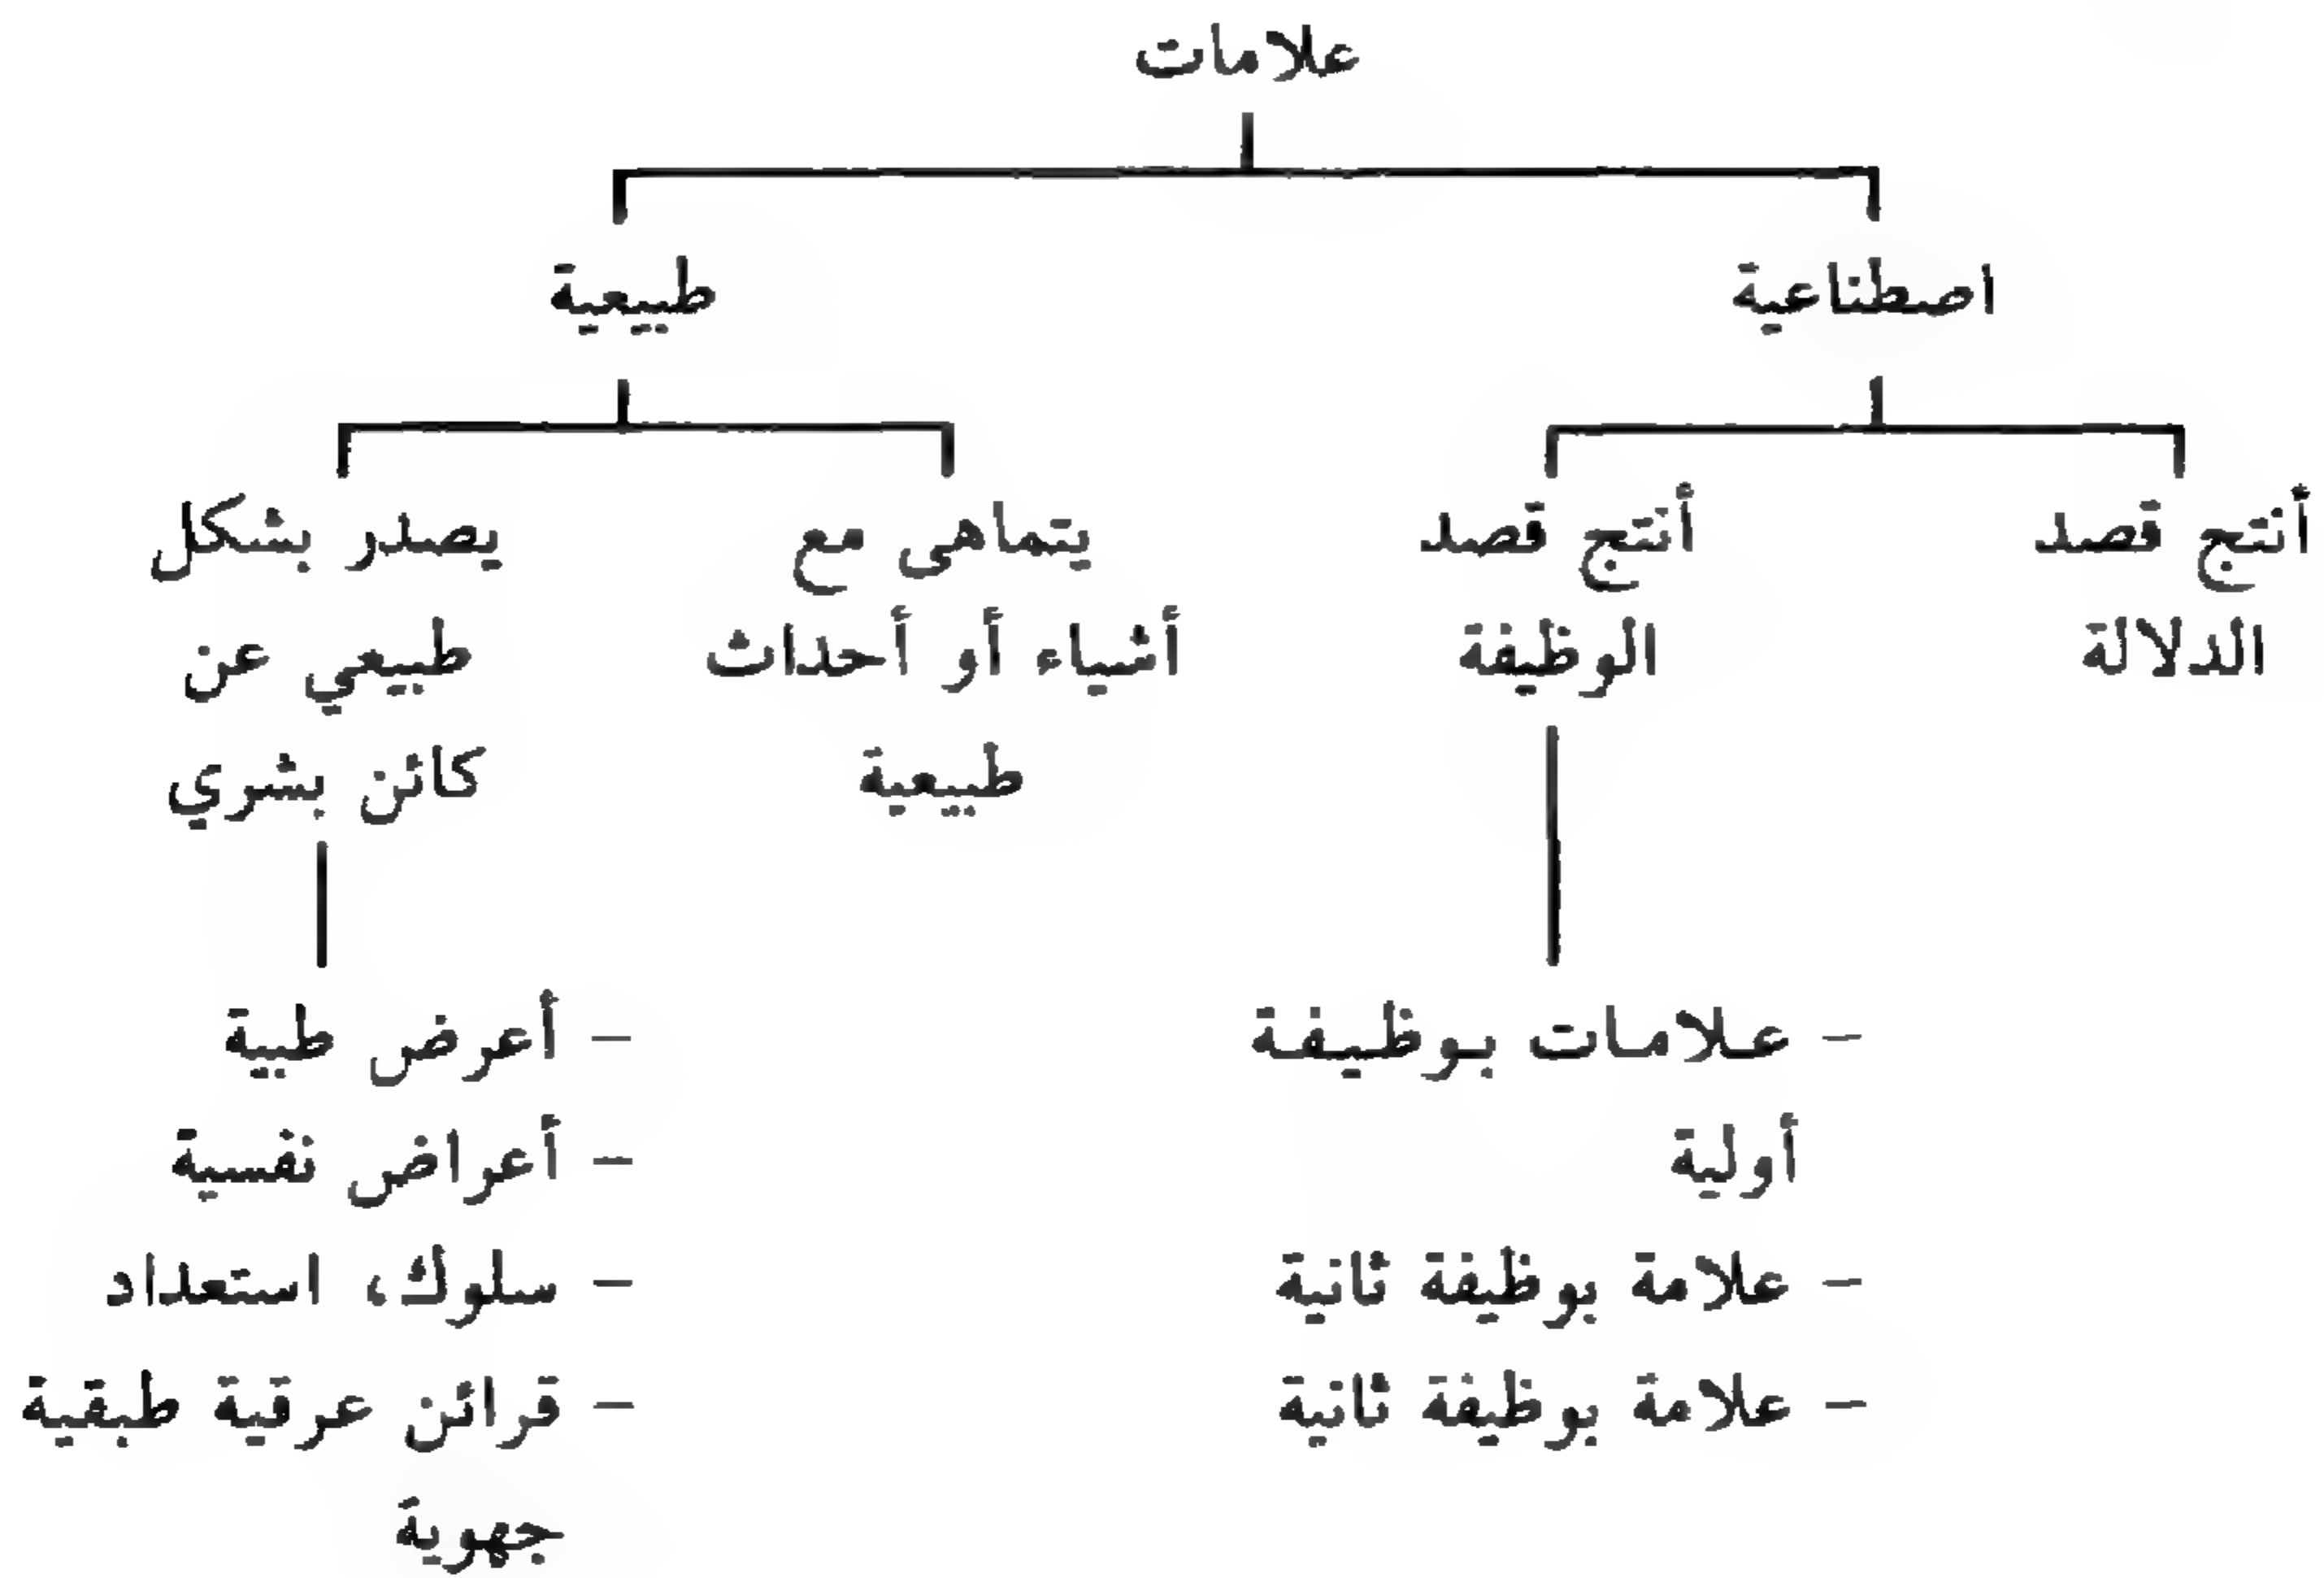 علامات
اصطناعية
طبيعية
أنتج قصد
الدلالة
أنتج قصد
الوظيفة
– علامات بوظيفة
أولية
– علامة بوظيفة ثانية
– علامة بوظيفة ثانية
يتماهى مع
أشياء أو أحداث
طبيعية
يصدر بشكل
طبيعي عن
كائن بشري
– أعرض طبية
– أعراض نفسية
– سلوك، استعداد
– قرائن عرقية طبقية
جهوية